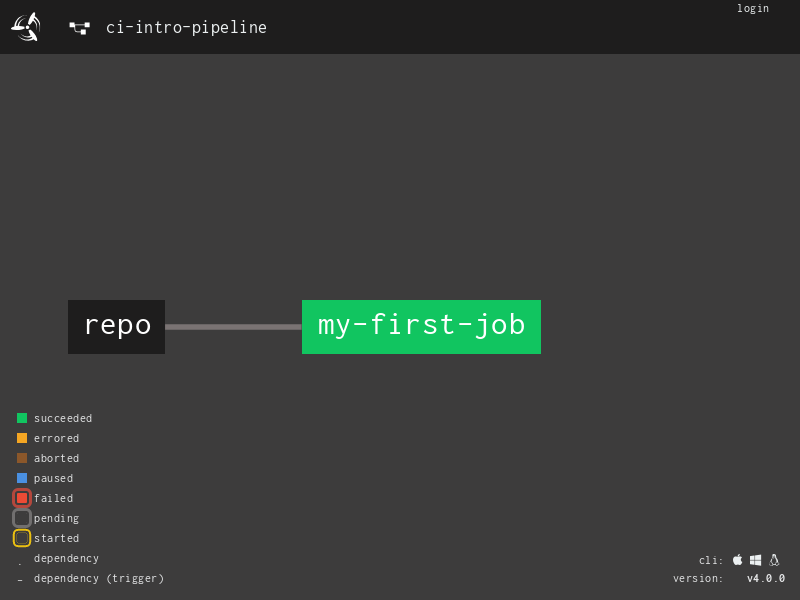 login
ci-intro-pipeline
repo
my-first-job
succeeded
errored
aborted
paused
failed
pending
started
dependency
dependency (trigger)
cli:
version: v4.0.0